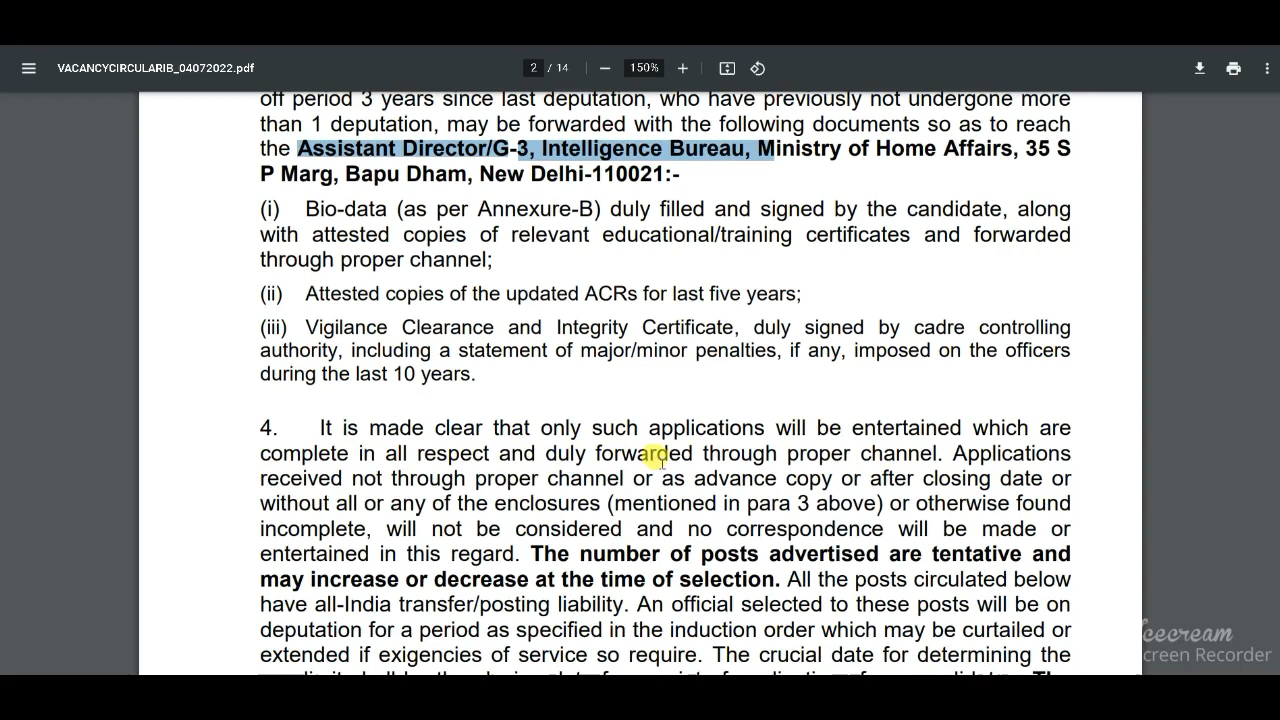 VACANCYCIRCULARIB_04072022.pdf
2 / 14
150%
off period 3 years since last deputation, who have previously not undergone more
than 1 deputation, may be forwarded with the following documents so as to reach
the Assistant Director/G-3, Intelligence Bureau, Ministry of Home Affairs, 35 S
P Marg, Bapu Dham, New Delhi-110021:-
(i) Bio-data (as per Annexure-B) duly filled and signed by the candidate, along
with attested copies of relevant educational/training certificates and forwarded
through proper channel;
(ii) Attested copies of the updated ACRs for last five years;
(iii) Vigilance Clearance and Integrity Certificate, duly signed by cadre controlling
authority, including a statement of major/minor penalties, if any, imposed on the officers
during the last 10 years.
4. It is made clear that only such applications will be entertained which are
complete in all respect and duly forwarded through proper channel. Applications
received not through proper channel or as advance copy or after closing date or
without all or any of the enclosures (mentioned in para 3 above) or otherwise found
incomplete, will not be considered and no correspondence will be made or
entertained in this regard. The number of posts advertised are tentative and
may increase or decrease at the time of selection. All the posts circulated below
have all-India transfer/posting liability. An official selected to these posts will be on
deputation for a period as specified in the induction order which may be curtailed or
extended if exigencies of service so require. The crucial date for determining the
Icecream
Screen Recorder